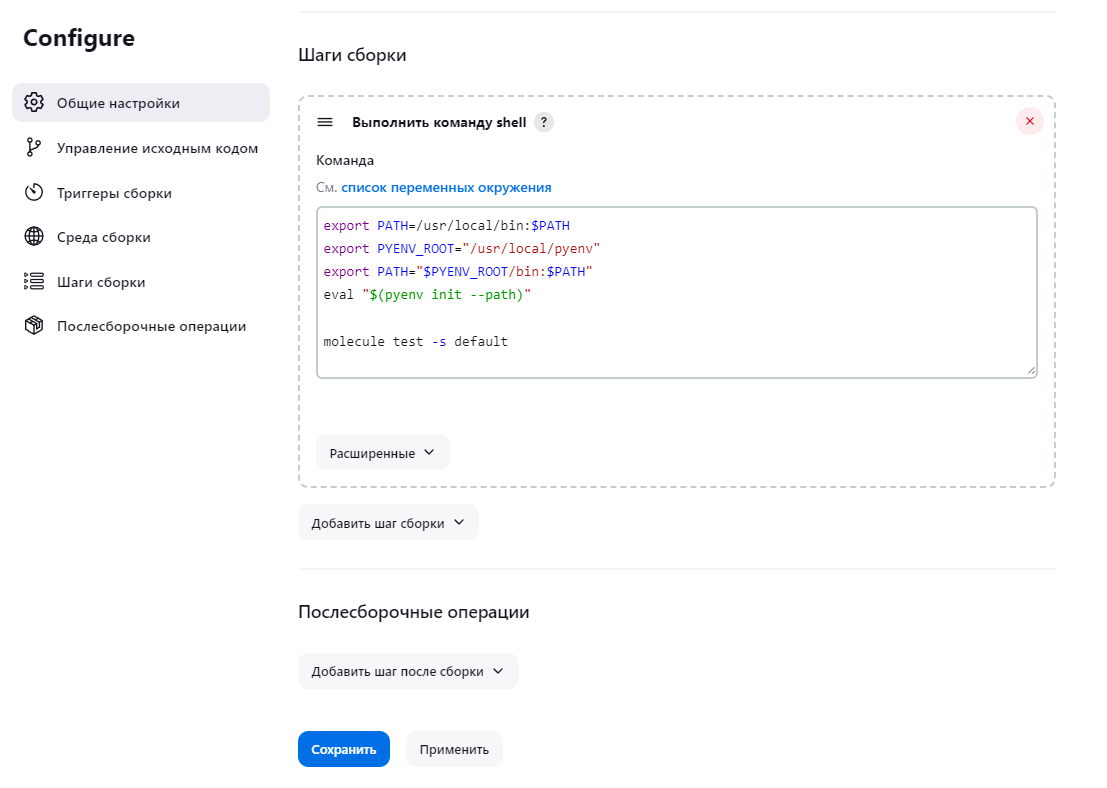 Configure
Общие настройки
Управление исходным кодом
Триггеры сборки
Среда сборки
Шаги сборки
Послесборочные операции
Шаги сборки
Выполнить команду shell ?
Команда
См. список переменных окружения
export PATH=/usr/local/bin:$PATH
export PYENV_ROOT="/usr/local/pyenv"
export PATH="$PYENV_ROOT/bin:$PATH"
eval "$(pyenv init --path)"
molecule test -s default
Расширенные
Добавить шаг сборки
Послесборочные операции
Добавить шаг после сборки
Сохранить Применить